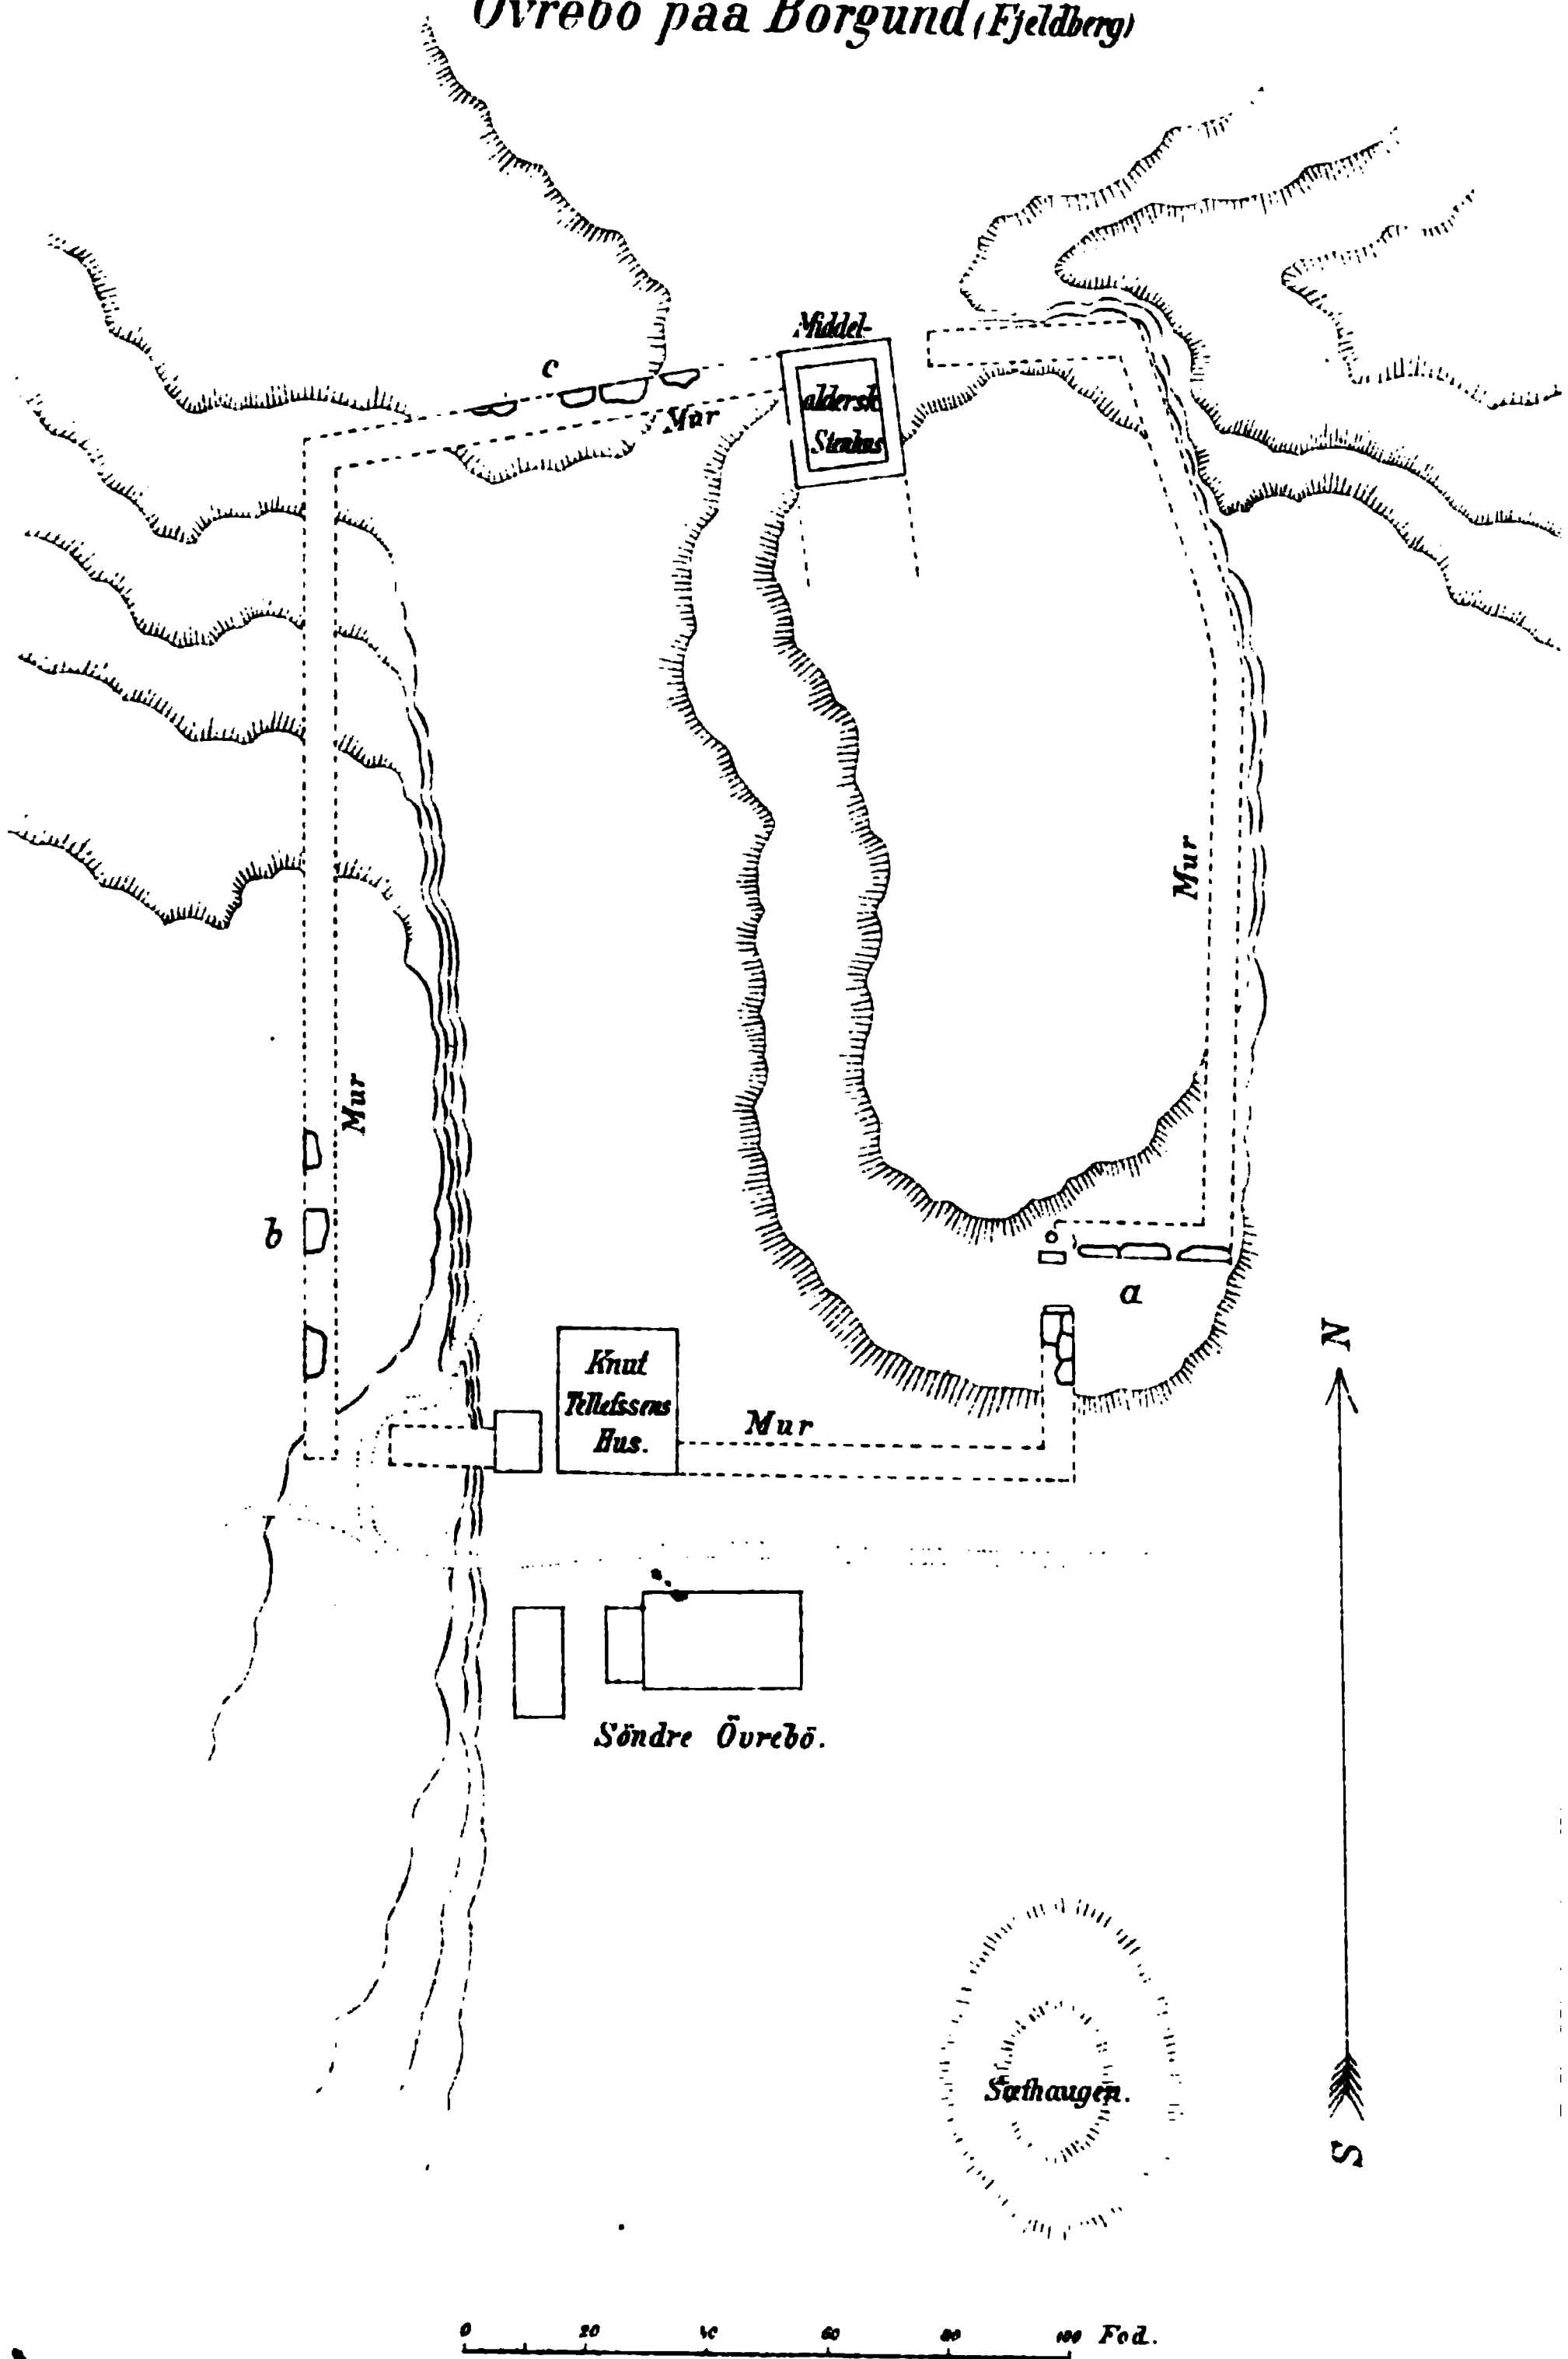 Övrebö paa Borgund (Fjeldberg)
Middel-
aldersk
Stenhus
c
Mur
Mur
Mur
b
a
Knut
Tellefssens
Hus.
Mur
N
Söndre Övrebö.
Sæthaugen.
S
0 20 40 60 80 100 Fod.